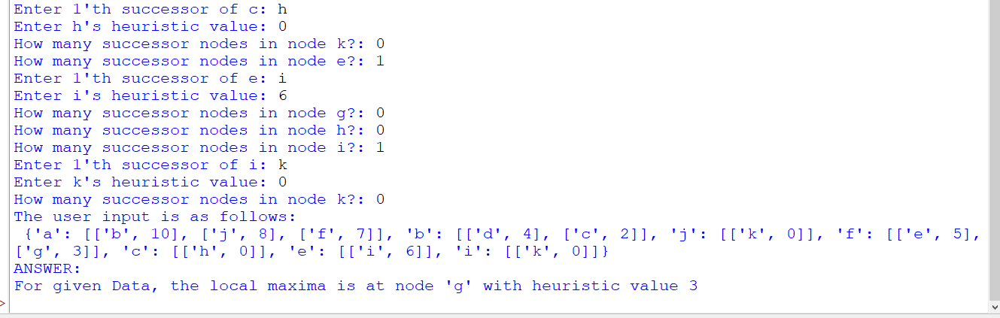 Enter 1'th successor of c: h
Enter h's heuristic value: 0
How many successor nodes in node k?: 0
How many successor nodes in node e?: 1
Enter 1'th successor of e: i
Enter i's heuristic value: 6
How many successor nodes in node g?: 0
How many successor nodes in node h?: 0
How many successor nodes in node i?: 1
Enter 1'th successor of i: k
Enter k's heuristic value: 0
How many successor nodes in node k?: 0
The user input is as follows:
 {'a': [['b', 10], ['j', 8], ['f', 7]], 'b': [['d', 4], ['c', 2]], 'j': [['k', 0]], 'f': [['e', 5],
['g', 3]], 'c': [['h', 0]], 'e': [['i', 6]], 'i': [['k', 0]]}
ANSWER:
For given Data, the local maxima is at node 'g' with heuristic value 3
>